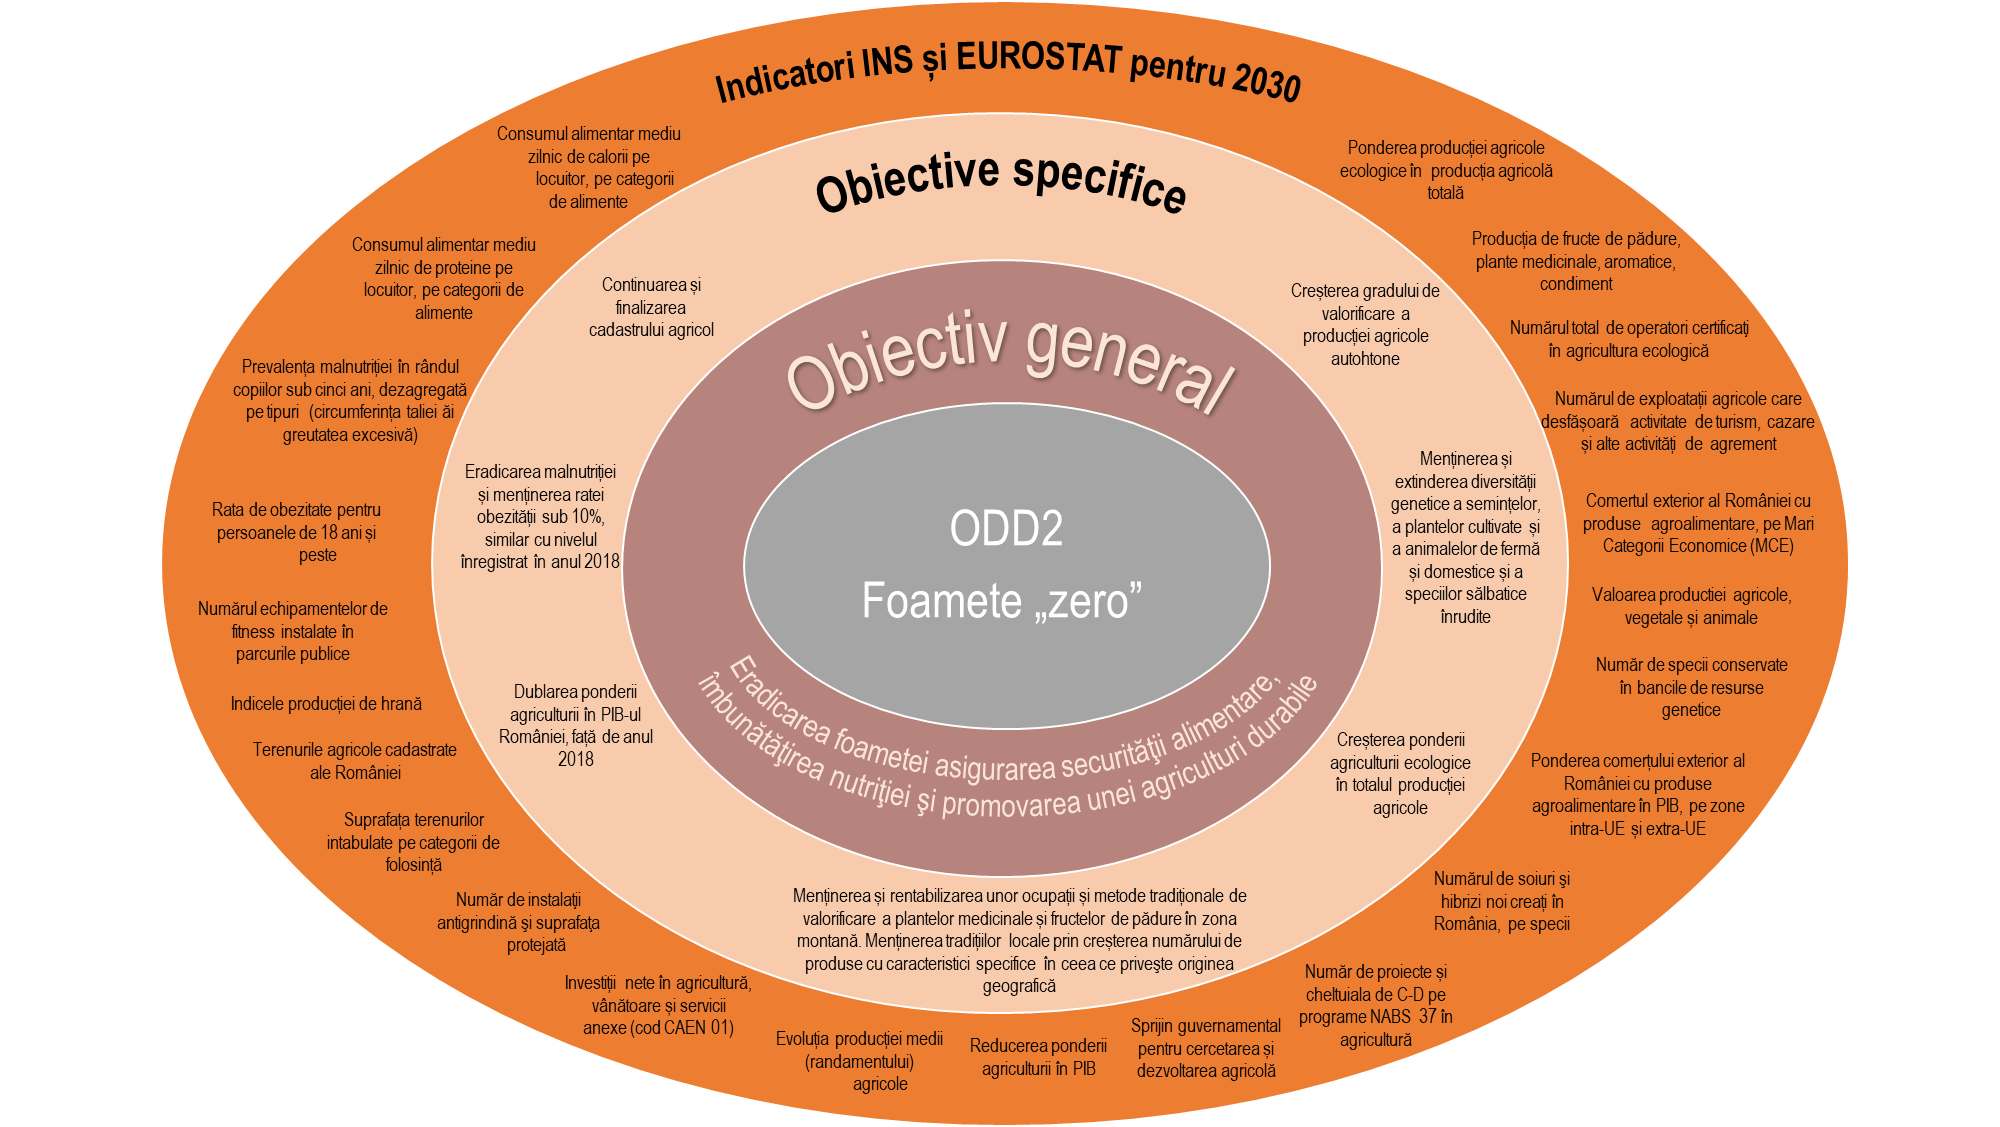 Indicatori INS și EUROSTAT pentru 2030
Consumul alimentar mediu
zilnic de calorii pe
locuitor, pe categorii
de alimente
Consumul alimentar mediu
zilnic de proteine pe
locuitor, pe categorii de
alimente
Prevalența malnutriției în rândul
copiilor sub cinci ani, dezagregată
pe tipuri (circumferința taliei ăi
greutatea excesivă)
Rata de obezitate pentru
persoanele de 18 ani și
peste
Numărul echipamentelor de
fitness instalate în
parcurile publice
Indicele producției de hrană
Terenurile agricole cadastrate
ale României
Suprafața terenurilor
intabulate pe categorii de
folosință
Număr de instalaţii
antigrindină şi suprafaţa
protejată
Investiții nete în agricultură,
vânătoare și servicii
anexe (cod CAEN 01)
Evoluția producției medii
(randamentului)
agricole
Reducerea ponderii
agriculturii în PIB
Sprijin guvernamental
pentru cercetarea și
dezvoltarea agricolă
Număr de proiecte și
cheltuiala de C-D pe
programe NABS 37 în
agricultură
Numărul de soiuri şi
hibrizi noi creați în
România, pe specii
Ponderea comerțului exterior al
României cu produse
agroalimentare în PIB, pe zone
intra-UE și extra-UE
Număr de specii conservate
în bancile de resurse
genetice
Valoarea productiei agricole,
vegetale și animale
Comertul exterior al României cu
produse agroalimentare, pe Mari
Categorii Economice (MCE)
Numărul de exploatații agricole care
desfășoară activitate de turism, cazare
și alte activități de agrement
Numărul total de operatori certificaţi
în agricultura ecologică
Producția de fructe de pădure,
plante medicinale, aromatice,
condiment
Ponderea producției agricole
ecologice în producția agricolă
totală
Obiective specifice
Continuarea și
finalizarea
cadastrului agricol
Eradicarea malnutriției
și menținerea ratei
obezității sub 10%,
similar cu nivelul
înregistrat în anul 2018
Dublarea ponderii
agriculturii în PIB-ul
României, față de anul
2018
Menținerea și rentabilizarea unor ocupații și metode tradiționale de
valorificare a plantelor medicinale și fructelor de pădure în zona
montană. Menținerea tradițiilor locale prin creșterea numărului de
produse cu caracteristici specifice în ceea ce privește originea
geografică
Creșterea ponderii
agriculturii ecologice
în totalul producției
agricole
Menținerea și
extinderea diversității
genetice a semințelor,
a plantelor cultivate și
a animalelor de fermă
și domestice și a
speciilor sălbatice
înrudite
Creșterea gradului de
valorificare a
producției agricole
autohtone
Obiectiv general
ODD2
Foamete „zero”
Eradicarea foametei asigurarea securităţii alimentare,
îmbunătăţirea nutriţiei şi promovarea unei agriculturi durabile